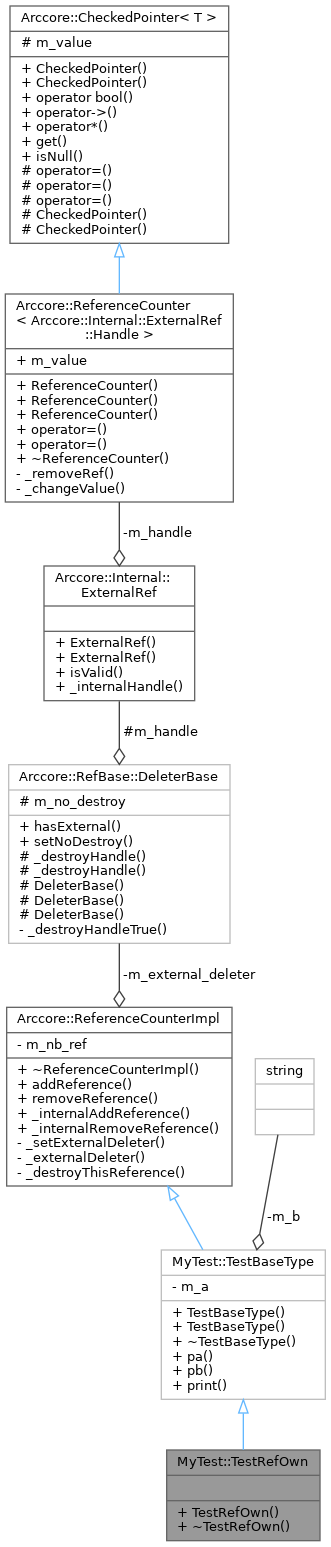 Arccore::CheckedPointer< T >
# m_value
+ CheckedPointer()
+ CheckedPointer()
+ operator bool()
+ operator->()
+ operator*()
+ get()
+ isNull()
# operator=()
# operator=()
# operator=()
# CheckedPointer()
# CheckedPointer()
Arccore::ReferenceCounter
< Arccore::Internal::ExternalRef
::Handle >
+ m_value
+ ReferenceCounter()
+ ReferenceCounter()
+ ReferenceCounter()
+ operator=()
+ operator=()
+ ~ReferenceCounter()
- _removeRef()
- _changeValue()
-m_handle
Arccore::Internal::
ExternalRef
+ ExternalRef()
+ ExternalRef()
+ isValid()
+ _internalHandle()
#m_handle
Arccore::RefBase::DeleterBase
# m_no_destroy
+ hasExternal()
+ setNoDestroy()
# _destroyHandle()
# _destroyHandle()
# DeleterBase()
# DeleterBase()
# DeleterBase()
- _destroyHandleTrue()
-m_external_deleter
Arccore::ReferenceCounterImpl
- m_nb_ref
+ ~ReferenceCounterImpl()
+ addReference()
+ removeReference()
+ _internalAddReference()
+ _internalRemoveReference()
- _setExternalDeleter()
- _externalDeleter()
- _destroyThisReference()
string
-m_b
MyTest::TestBaseType
- m_a
+ TestBaseType()
+ TestBaseType()
+ ~TestBaseType()
+ pa()
+ pb()
+ print()
MyTest::TestRefOwn
+ TestRefOwn()
+ ~TestRefOwn()